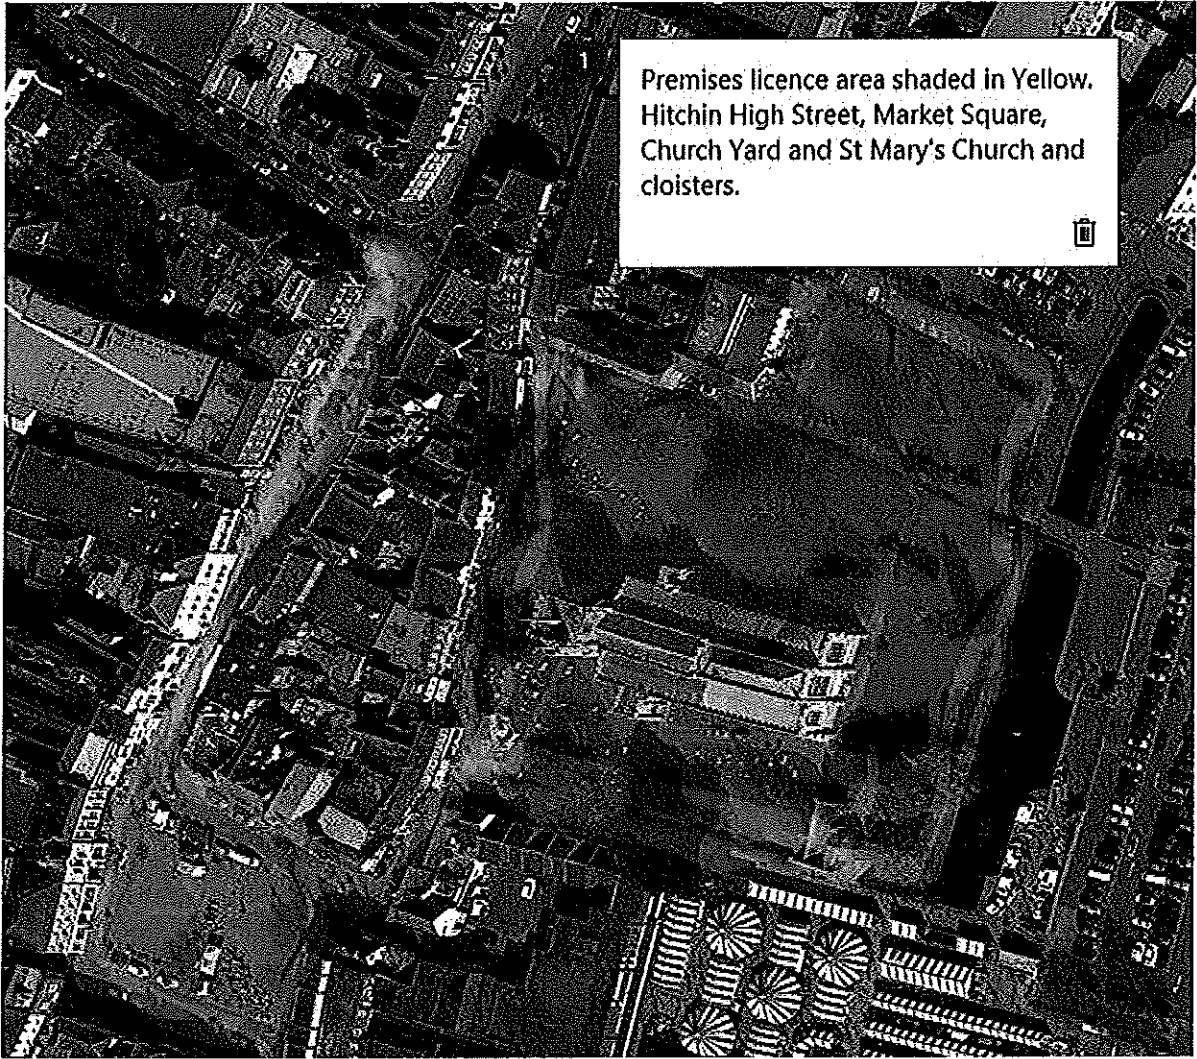 Premises licence area shaded in Yellow.
Hitchin High Street, Market Square,
Church Yard and St Mary's Church and
cloisters.